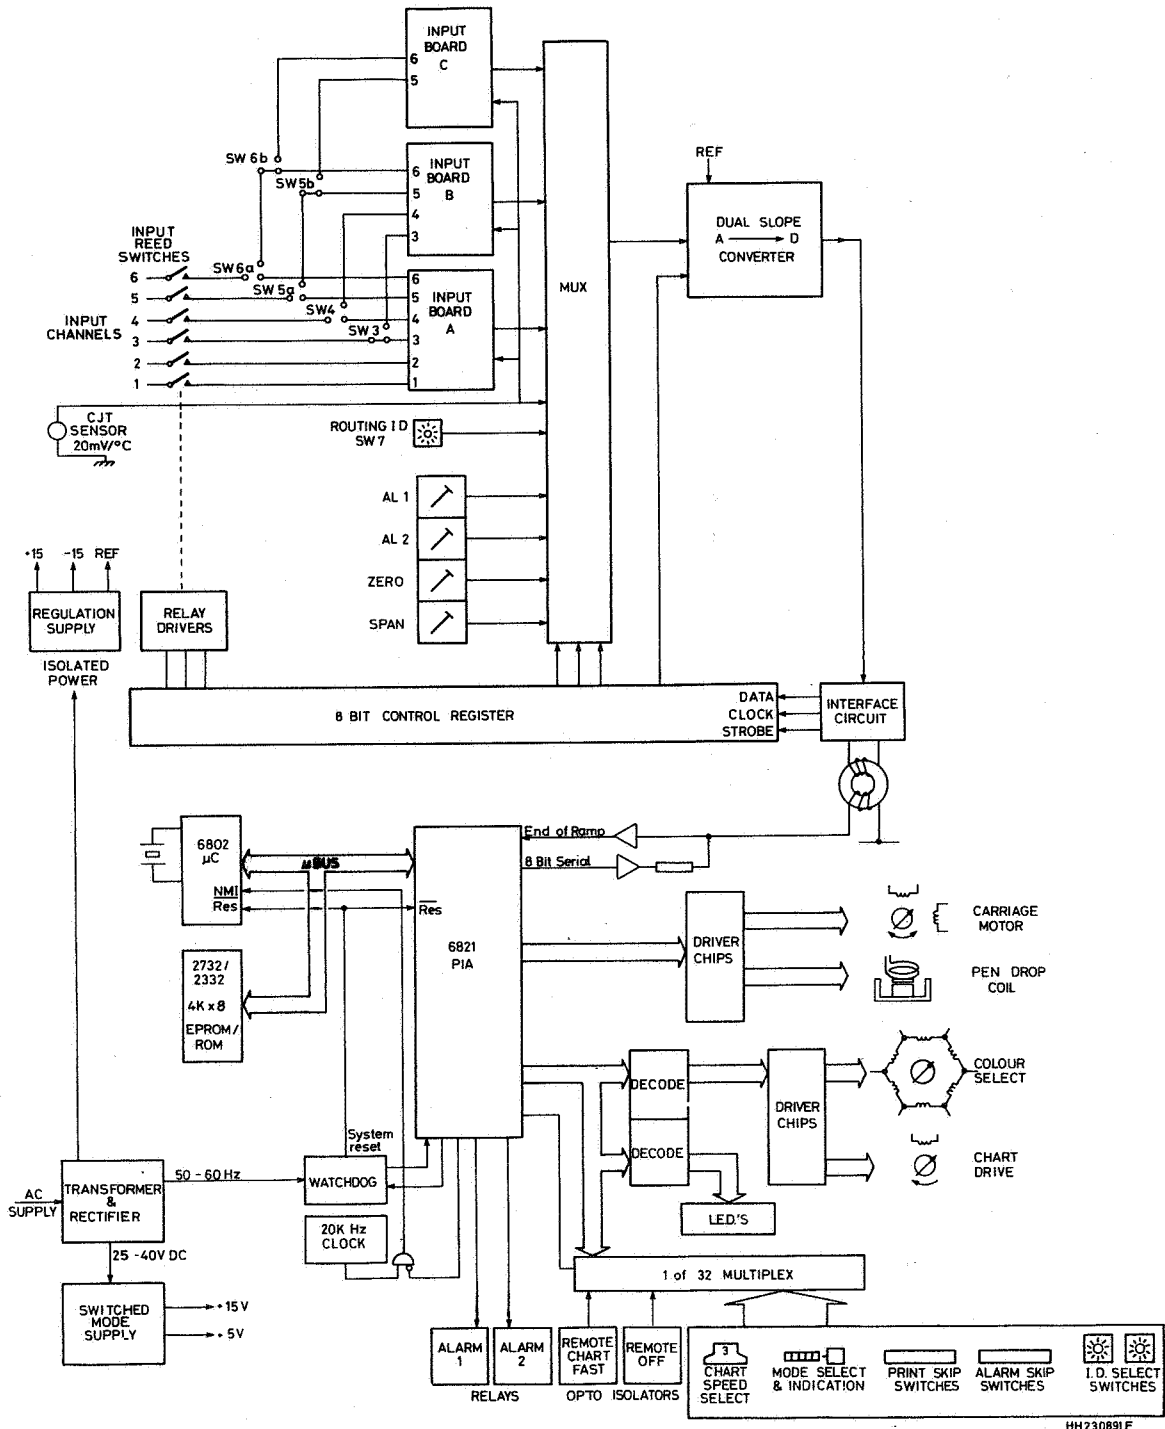 INPUT
BOARD
C
6
5
SW 6b
SW5b
INPUT
BOARD
B
6
5
4
3
REF
DUAL SLOPE
A D
CONVERTER
INPUT
REED
SWITCHES
6
5
INPUT 4
CHANNELS
3
2
1
SW6a
SW5a
SW4
SW3
6
5
4
3
2
1
INPUT
BOARD
A
MUX
CJT
SENSOR
20mV/°C
ROUTING I D
SW7
AL 1
AL 2
ZERO
SPAN
+15 -15 REF
REGULATION
SUPPLY
RELAY
DRIVERS
ISOLATED
POWER
8 BIT CONTROL REGISTER
DATA
CLOCK
STROBE
INTERFACE
CIRCUIT
6802
µC
NMI
Res
µBUS
Res
6821
PIA
End of Ramp
8 Bit Serial
2732/
2332
4K x 8
EPROM/
ROM
DRIVER
CHIPS
CARRIAGE
MOTOR
PEN DROP
COIL
DECODE
DECODE
DRIVER
CHIPS
COLOUR
SELECT
CHART
DRIVE
L.E.D.'S
System
reset
50 - 60 Hz
WATCHDOG
AC
SUPPLY
TRANSFORMER
&
RECTIFIER
20K Hz
CLOCK
25 - 40V DC
SWITCHED
MODE
SUPPLY
+15V
+ 5V
1 of 32 MULTIPLEX
ALARM
1
ALARM
2
RELAYS
REMOTE
CHART
FAST
REMOTE
OFF
OPTO ISOLATORS
3
CHART
SPEED
SELECT
MODE SELECT
& INDICATION
PRINT SKIP
SWITCHES
ALARM SKIP
SWITCHES
I.D. SELECT
SWITCHES
HH230891E